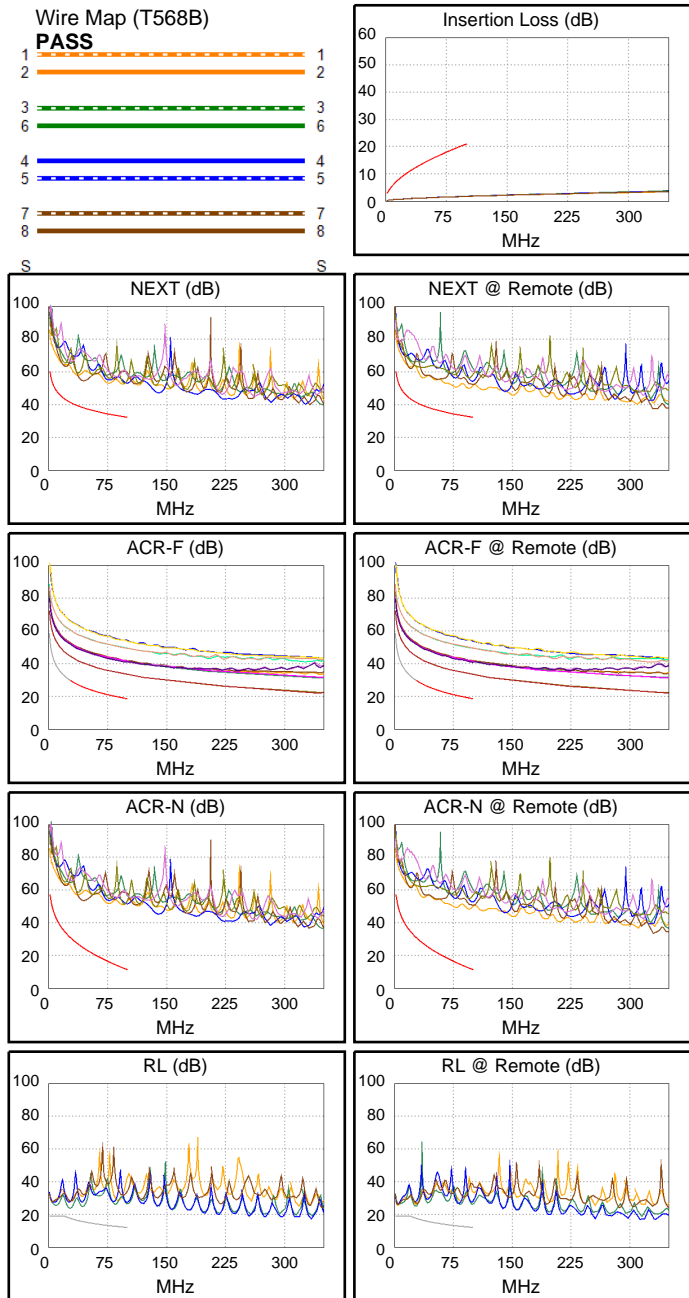 Wire Map (T568B)
PASS
1 1
2 2
3 3
6 6
4 4
5 5
7 7
8 8
S S
Insertion Loss (dB)
60
50
40
30
20
10
0
0 75 150 225 300
MHz
NEXT (dB)
100
80
60
40
20
0
0 75 150 225 300
MHz
NEXT @ Remote (dB)
100
80
60
40
20
0
0 75 150 225 300
MHz
ACR-F (dB)
100
80
60
40
20
0
0 75 150 225 300
MHz
ACR-F @ Remote (dB)
100
80
60
40
20
0
0 75 150 225 300
MHz
ACR-N (dB)
100
80
60
40
20
0
0 75 150 225 300
MHz
ACR-N @ Remote (dB)
100
80
60
40
20
0
0 75 150 225 300
MHz
RL (dB)
100
80
60
40
20
0
0 75 150 225 300
MHz
RL @ Remote (dB)
100
80
60
40
20
0
0 75 150 225 300
MHz